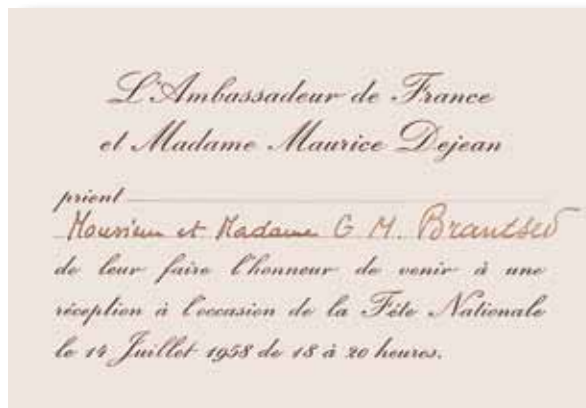 L'Ambassadeur de France
et Madame Maurice Dejean
prient
Monsieur et Madame G M.
de leur faire l'honneur de venir à une
réception à l'occasion de la Fête Nationale
le 14 Juillet 1958 de 18 à 20 heures.